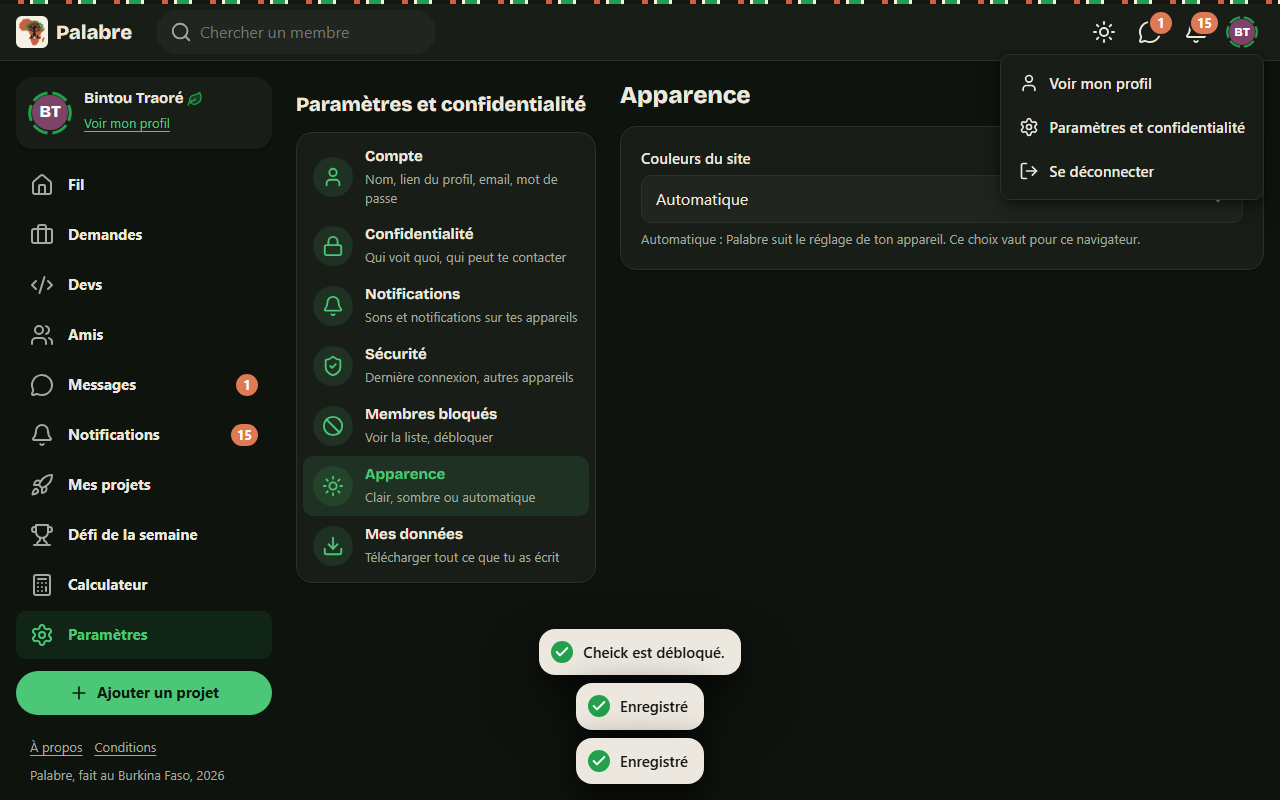 Palabre
Chercher un membre
1
15
BT
Voir mon profil
Paramètres et confidentialité
Se déconnecter
BT
Bintou Traoré
Voir mon profil
Fil
Demandes
Devs
Amis
Messages
1
Notifications
15
Mes projets
Défi de la semaine
Calculateur
Paramètres
Ajouter un projet
À propos
Conditions
Palabre, fait au Burkina Faso, 2026
Paramètres et confidentialité
Compte
Nom, lien du profil, email, mot de
passe
Confidentialité
Qui voit quoi, qui peut te contacter
Notifications
Sons et notifications sur tes appareils
Sécurité
Dernière connexion, autres appareils
Membres bloqués
Voir la liste, débloquer
Apparence
Clair, sombre ou automatique
Mes données
Télécharger tout ce que tu as écrit
Apparence
Couleurs du site
Automatique
Automatique : Palabre suit le réglage de ton appareil. Ce choix vaut pour ce navigateur.
Cheick est débloqué.
Enregistré
Enregistré